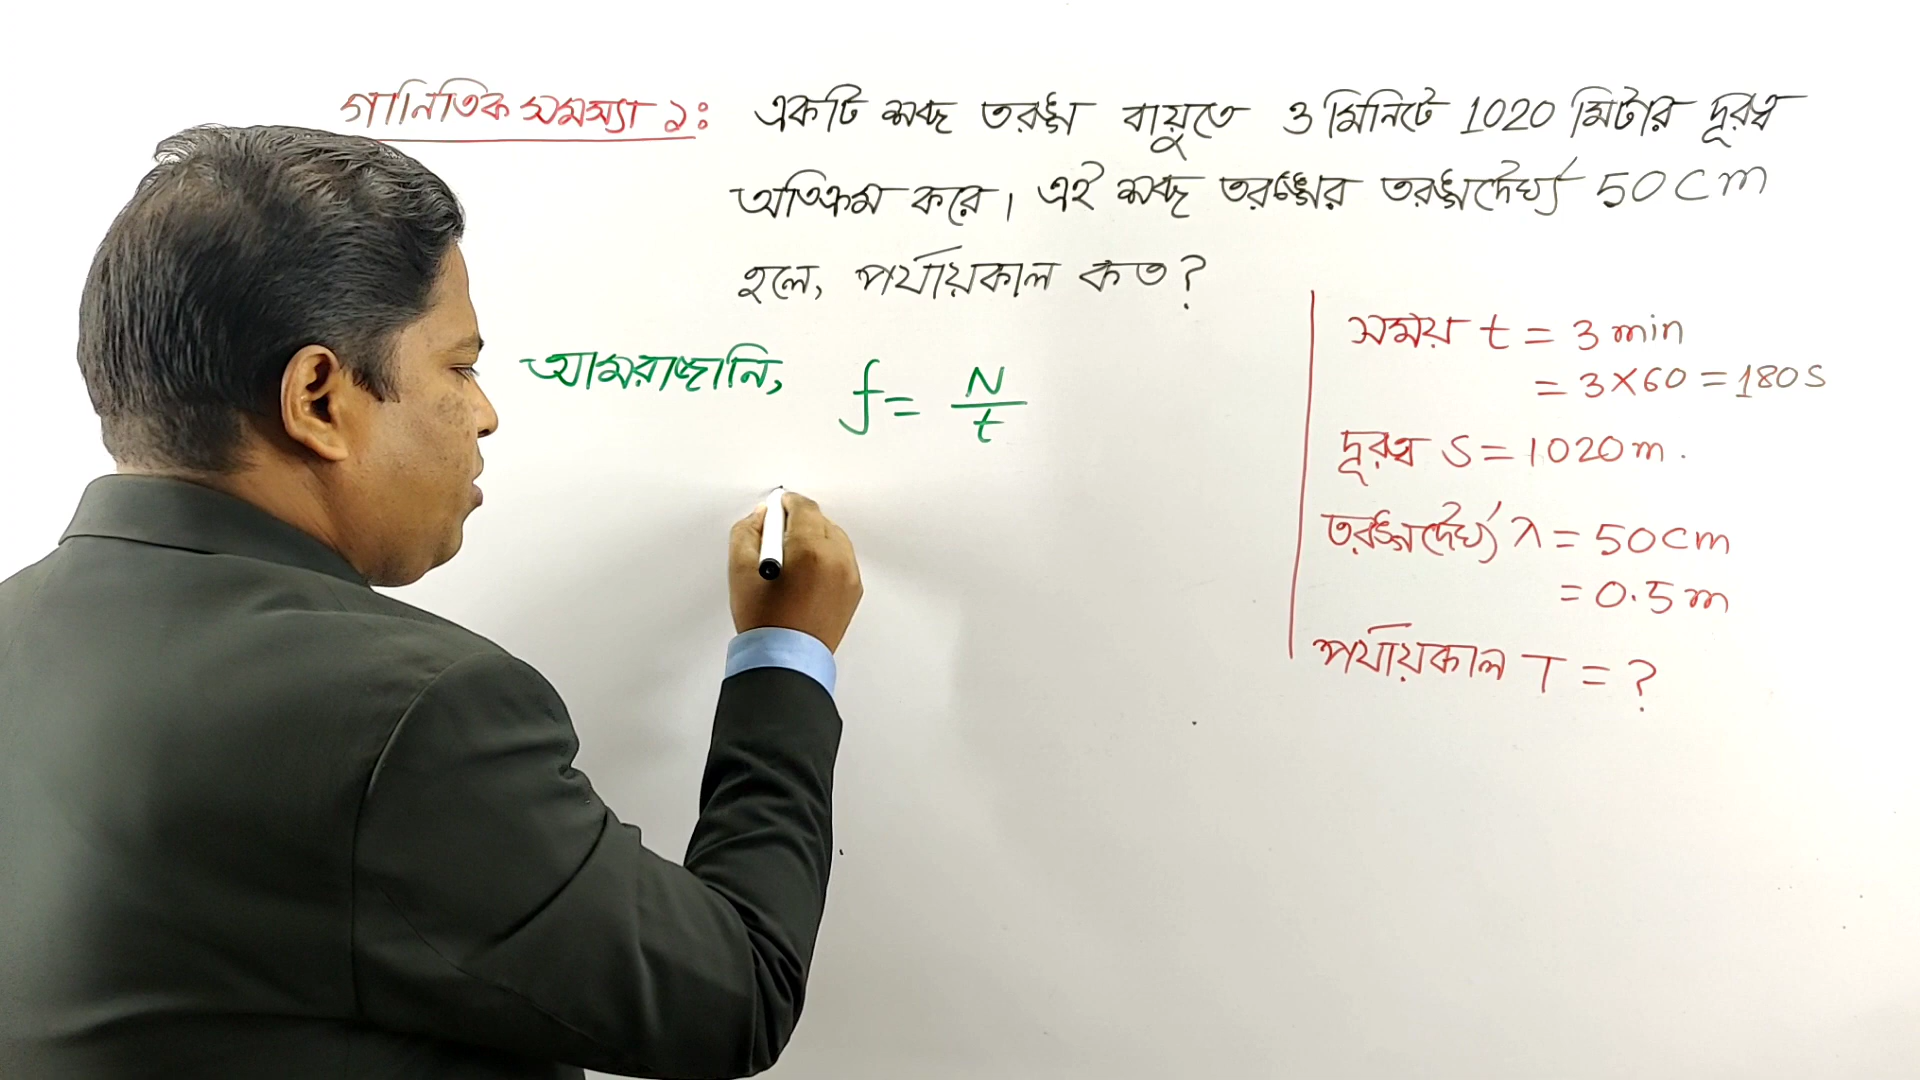 গানিতিক সমস্যা ১ঃ একটি শব্দ তরঙ্গ বায়ুতে ৩ মিনিটে 1020 মিটার দূরত্ব
অতিক্রম করে। এই শব্দ তরঙ্গের তরঙ্গদৈর্ঘ্য 50cm
হলে, পর্যায়কাল কত?
আমরা জানি, f = N/t
সময় t = 3 min
= 3×60 = 180s
দূরত্ব S = 1020m.
তরঙ্গদৈর্ঘ্য λ = 50cm
= 0.5m
পর্যায়কাল T = ?